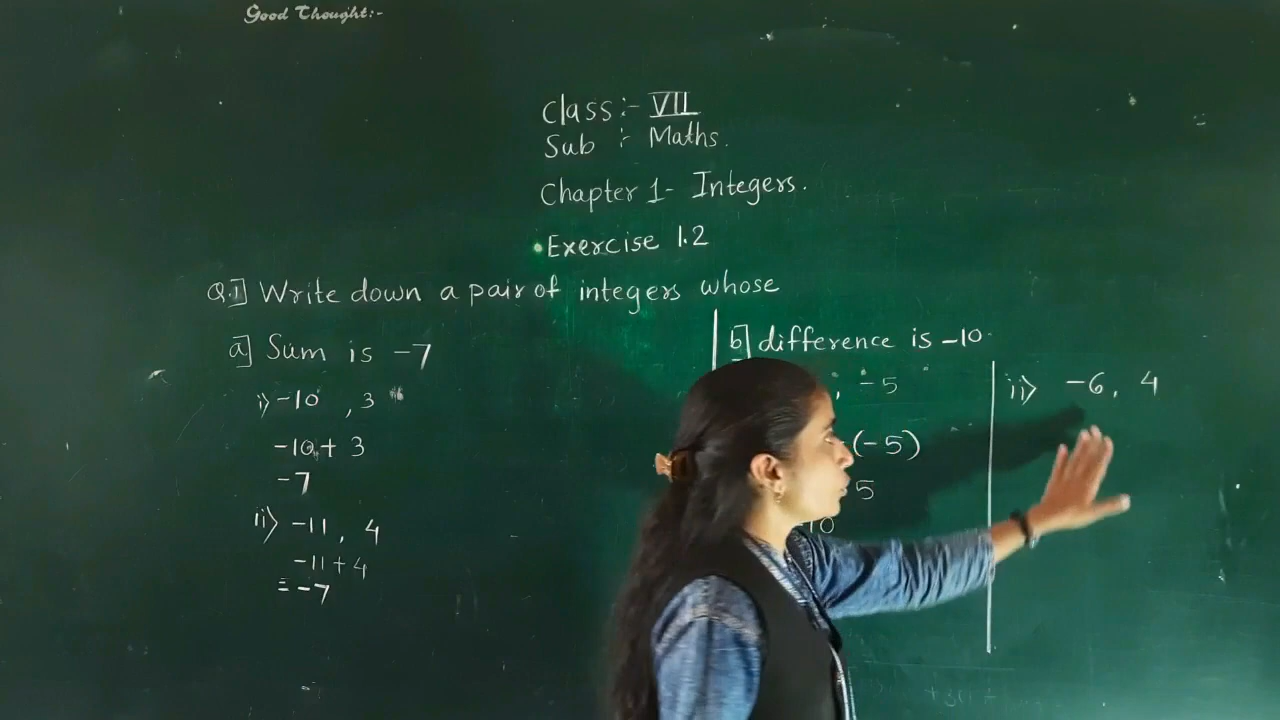 Good Thought:-
Class :- VII
Sub :- Maths.
Chapter 1- Integers.
Exercise 1.2
Q.1] Write down a pair of integers whose
a] Sum is -7
i) -10 , 3
-10 + 3
-7
ii) -11, 4
-11+4
= -7
b] difference is -10.
, -5
(-5)
5
10
ii) -6, 4